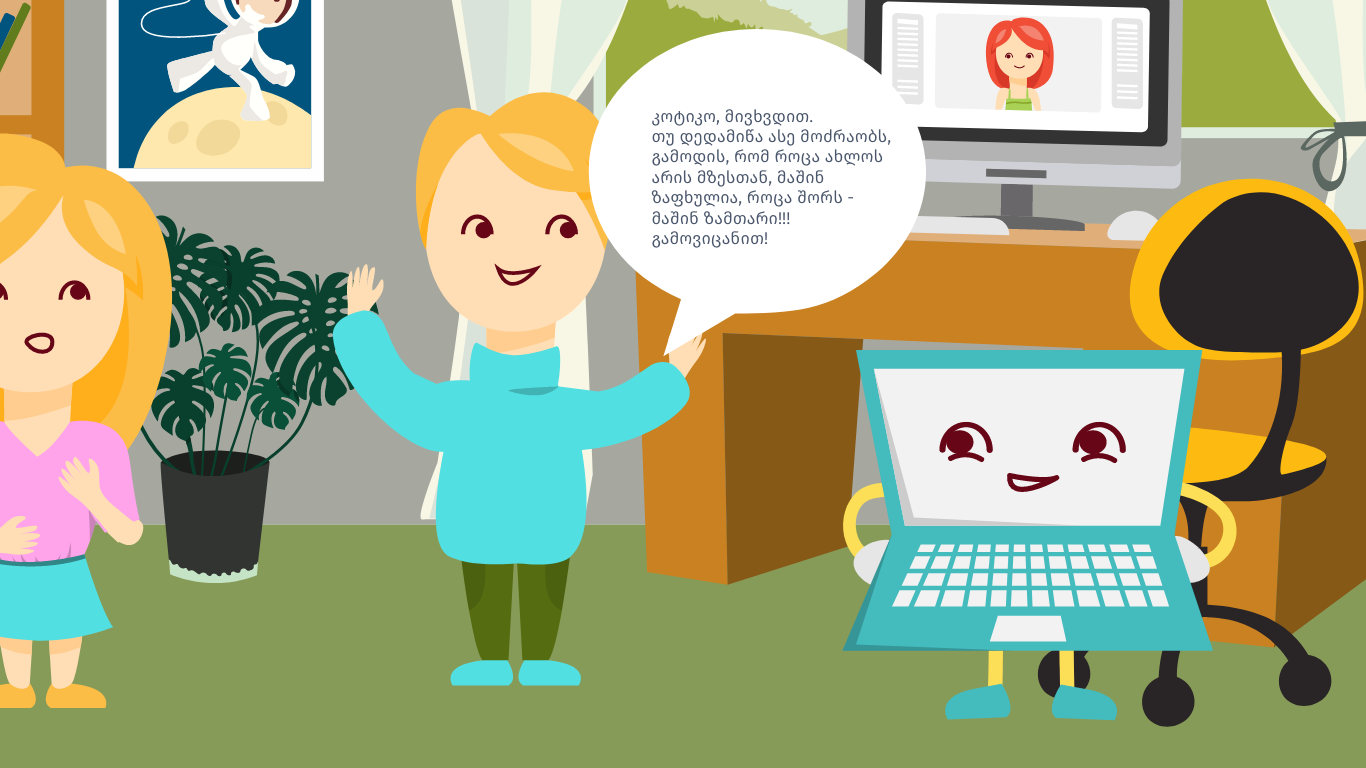 კოტიკო, მივხვდით.
თუ დედამიწა ასე მოძრაობს,
გამოდის, რომ როცა ახლოს
არის მზესთან, მაშინ
ზაფხულია, როცა შორს -
მაშინ ზამთარი!!!
გამოვიცანით!